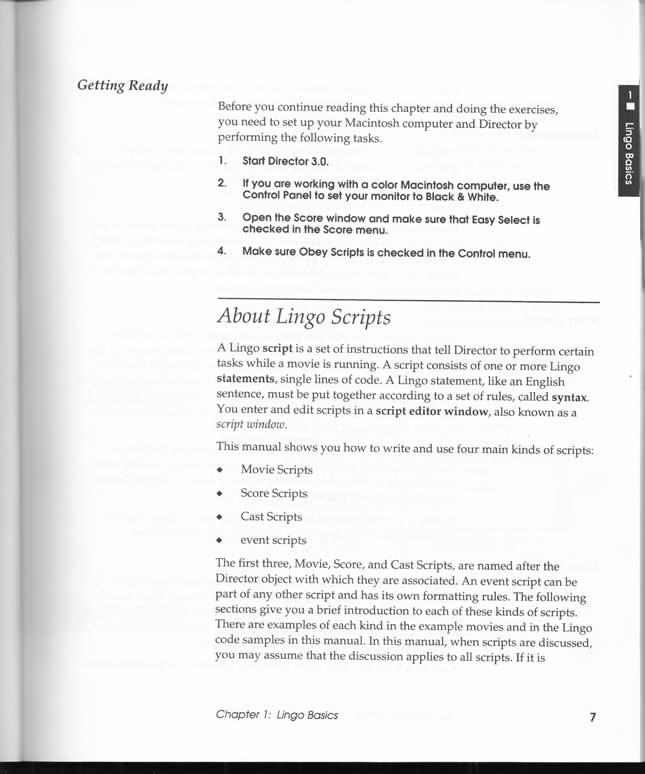 Getting Ready
Before you continue reading this chapter and doing the exercises,
you need to set up your Macintosh computer and Director by
performing the following tasks.
1. Start Director 3.0.
2. If you are working with a color Macintosh computer, use the
Control Panel to set your monitor to Black & White.
3. Open the Score window and make sure that Easy Select is
checked in the Score menu.
4. Make sure Obey Scripts is checked in the Control menu.
1 ■ Lingo Basics
About Lingo Scripts
A Lingo script is a set of instructions that tell Director to perform certain
tasks while a movie is running. A script consists of one or more Lingo
statements, single lines of code. A Lingo statement, like an English
sentence, must be put together according to a set of rules, called syntax.
You enter and edit scripts in a script editor window, also known as a
script window.
This manual shows you how to write and use four main kinds of scripts:
◆ Movie Scripts
◆ Score Scripts
◆ Cast Scripts
◆ event scripts
The first three, Movie, Score, and Cast Scripts, are named after the
Director object with which they are associated. An event script can be
part of any other script and has its own formatting rules. The following
sections give you a brief introduction to each of these kinds of scripts.
There are examples of each kind in the example movies and in the Lingo
code samples in this manual. In this manual, when scripts are discussed,
you may assume that the discussion applies to all scripts. If it is
Chapter 1: Lingo Basics 7